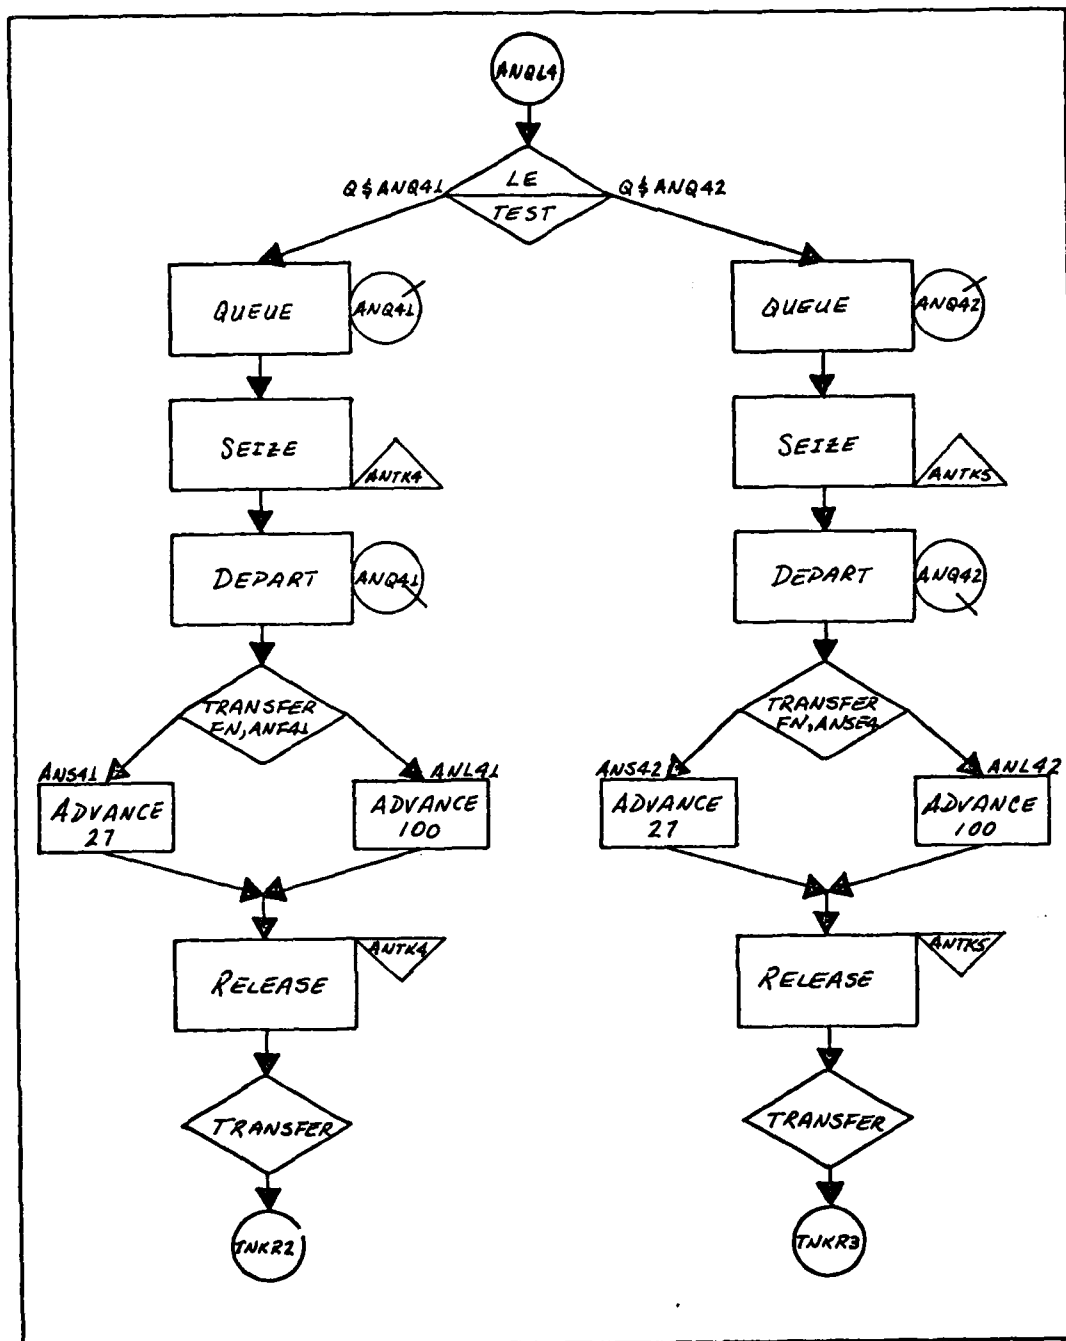 ANQL4
LE
TEST
Q$ANQ41
Q$ANQ42
QUEUE
ANQ41
SEIZE
ANTK4
DEPART
ANQ41
TRANSFER
FN,ANF41
ANS41
ADVANCE
27
ANL41
ADVANCE
100
RELEASE
ANTK4
TRANSFER
TNKR2
QUEUE
ANQ42
SEIZE
ANTK5
DEPART
ANQ42
TRANSFER
FN,ANSE4
ANS42
ADVANCE
27
ANL42
ADVANCE
100
RELEASE
ANTK5
TRANSFER
TNKR3